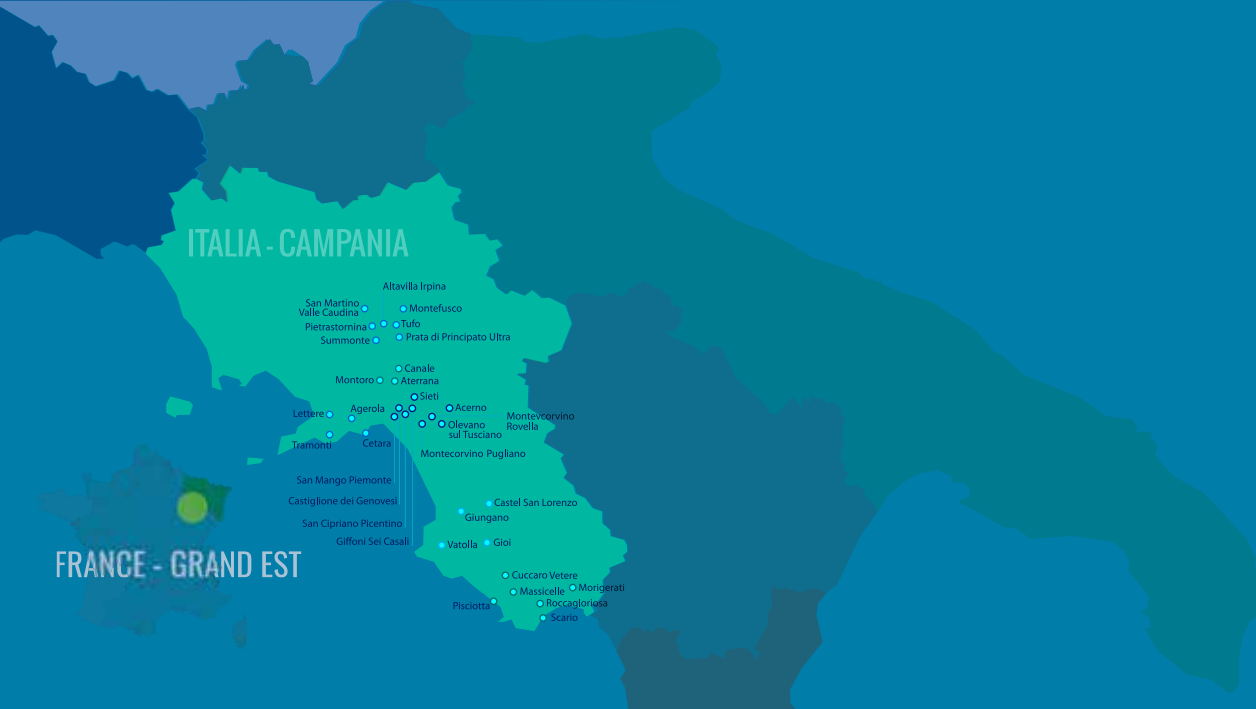 ITALIA - CAMPANIA
Altavilla Irpina
San Martino
Valle Caudina
Montefusco
Pietrastornina
Tufo
Summonte
Prata di Principato Ultra
Canale
Montoro
Aterrana
Sieti
Lettere
Agerola
Acerno
Montevcorvino
Rovella
Olevano
sul Tusciano
Tramonti
Cetara
Montecorvino Pugliano
San Mango Piemonte
Castiglione dei Genovesi
San Cipriano Picentino
Giffoni Sei Casali
Castel San Lorenzo
Giungano
Vatolla
Gioi
FRANCE - GRAND EST
Cuccaro Vetere
Massicelle
Morigerati
Pisciotta
Roccagloriosa
Scario